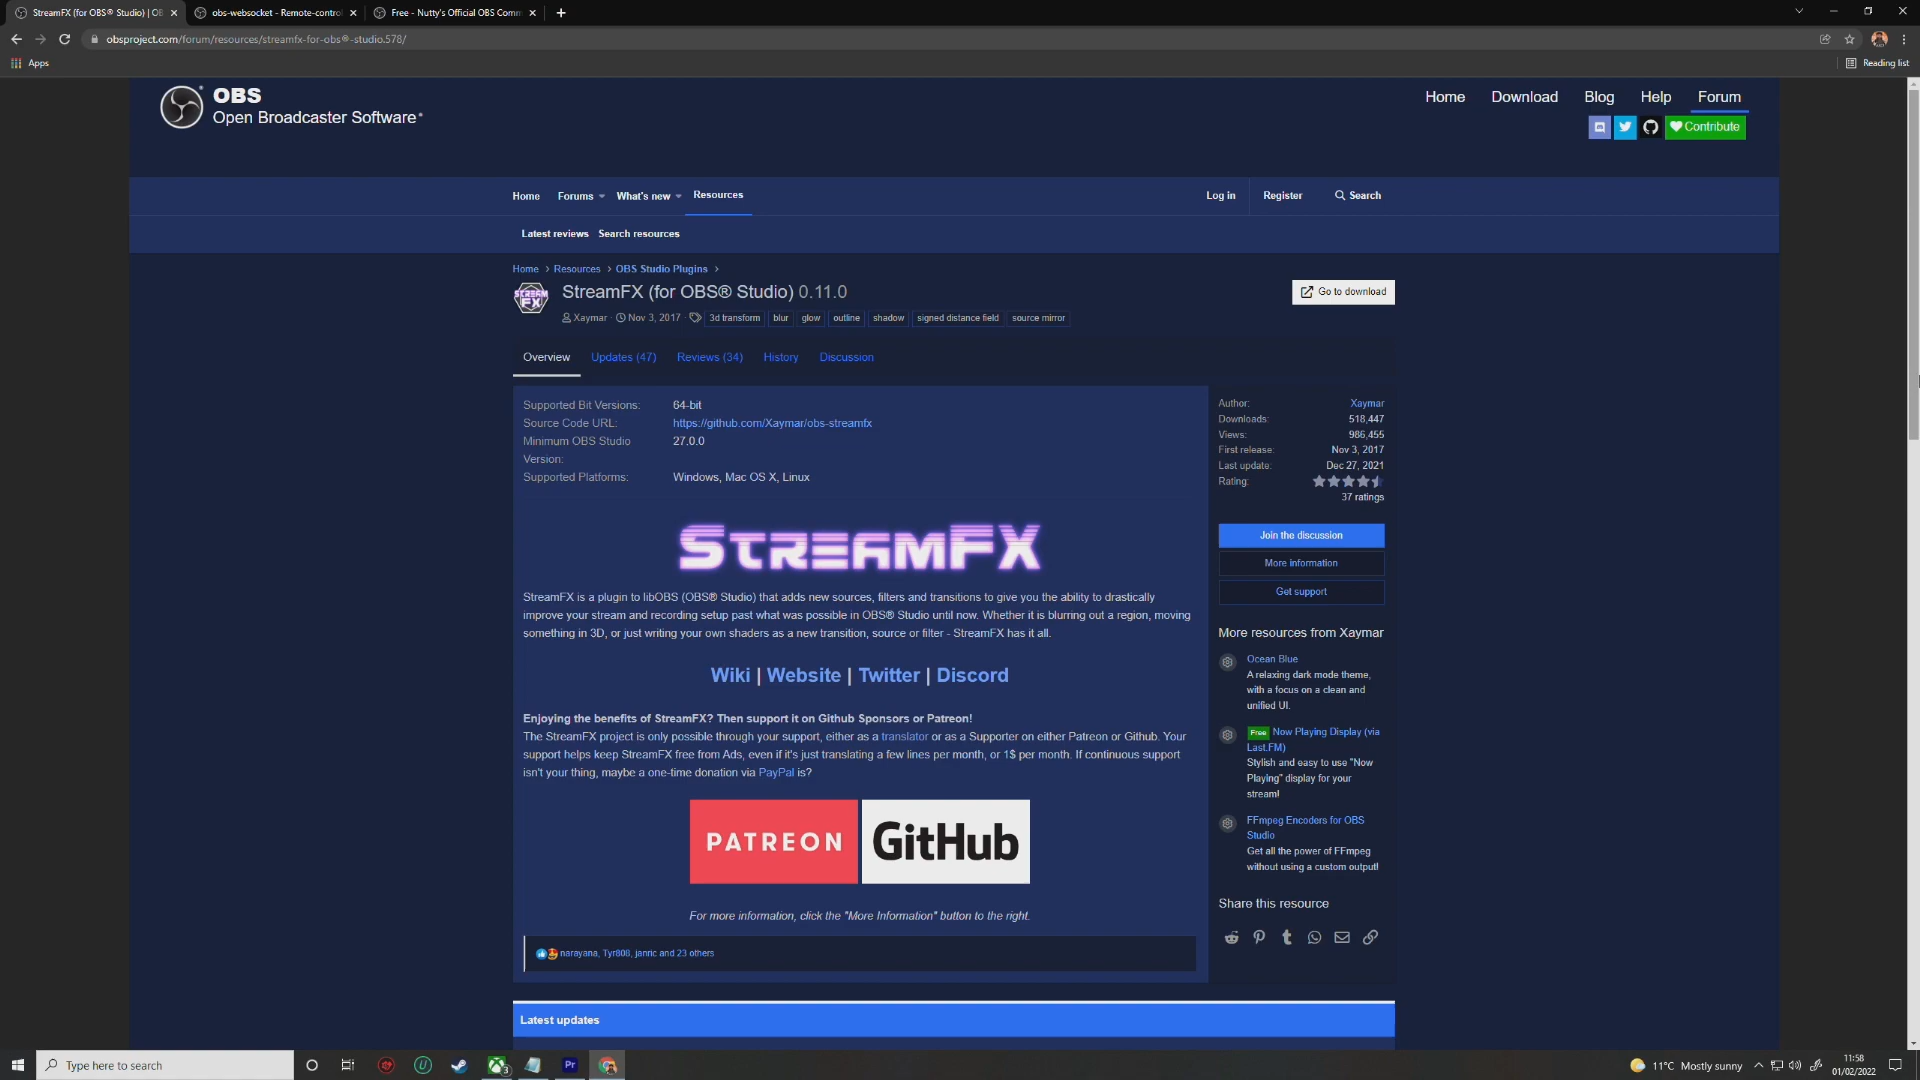 StreamFX (for OBS® Studio) | OB
obs-websocket - Remote-control
Free - Nutty's Official OBS Comm
obsproject.com/forum/resources/streamfx-for-obs®-studio.578/
Apps
Reading list
OBS
Open Broadcaster Software
Home
Download
Blog
Help
Forum
Contribute
Home
Forums
What's new
Resources
Log in
Register
Search
Latest reviews
Search resources
Home > Resources > OBS Studio Plugins >
STREAM FX
StreamFX (for OBS® Studio) 0.11.0
Go to download
Xaymar · Nov 3, 2017 · 3d transform blur glow outline shadow signed distance field source mirror
Overview
Updates (47)
Reviews (34)
History
Discussion
Supported Bit Versions: 64-bit
Source Code URL: https://github.com/Xaymar/obs-streamfx
Minimum OBS Studio 27.0.0
Version:
Supported Platforms: Windows, Mac OS X, Linux
STREAMFX
StreamFX is a plugin to libOBS (OBS® Studio) that adds new sources, filters and transitions to give you the ability to drastically
improve your stream and recording setup past what was possible in OBS® Studio until now. Whether it is blurring out a region, moving
something in 3D, or just writing your own shaders as a new transition, source or filter - StreamFX has it all.
Wiki | Website | Twitter | Discord
Enjoying the benefits of StreamFX? Then support it on Github Sponsors or Patreon!
The StreamFX project is only possible through your support, either as a translator or as a Supporter on either Patreon or Github. Your
support helps keep StreamFX free from Ads, even if it's just translating a few lines per month, or 1$ per month. If continuous support
isn't your thing, maybe a one-time donation via PayPal is?
PATREON
GitHub
For more information, click the "More Information" button to the right.
narayana, Tyr808, janric and 23 others
Author: Xaymar
Downloads: 518,447
Views: 986,455
First release: Nov 3, 2017
Last update: Dec 27, 2021
Rating:
37 ratings
Join the discussion
More information
Get support
More resources from Xaymar
Ocean Blue
A relaxing dark mode theme,
with a focus on a clean and
unified UI.
Free Now Playing Display (via
Last.FM)
Stylish and easy to use "Now
Playing" display for your
stream!
FFmpeg Encoders for OBS
Studio
Get all the power of FFmpeg
without using a custom output!
Share this resource
Latest updates
Type here to search
3
Pr
11°C Mostly sunny
11:58
01/02/2022